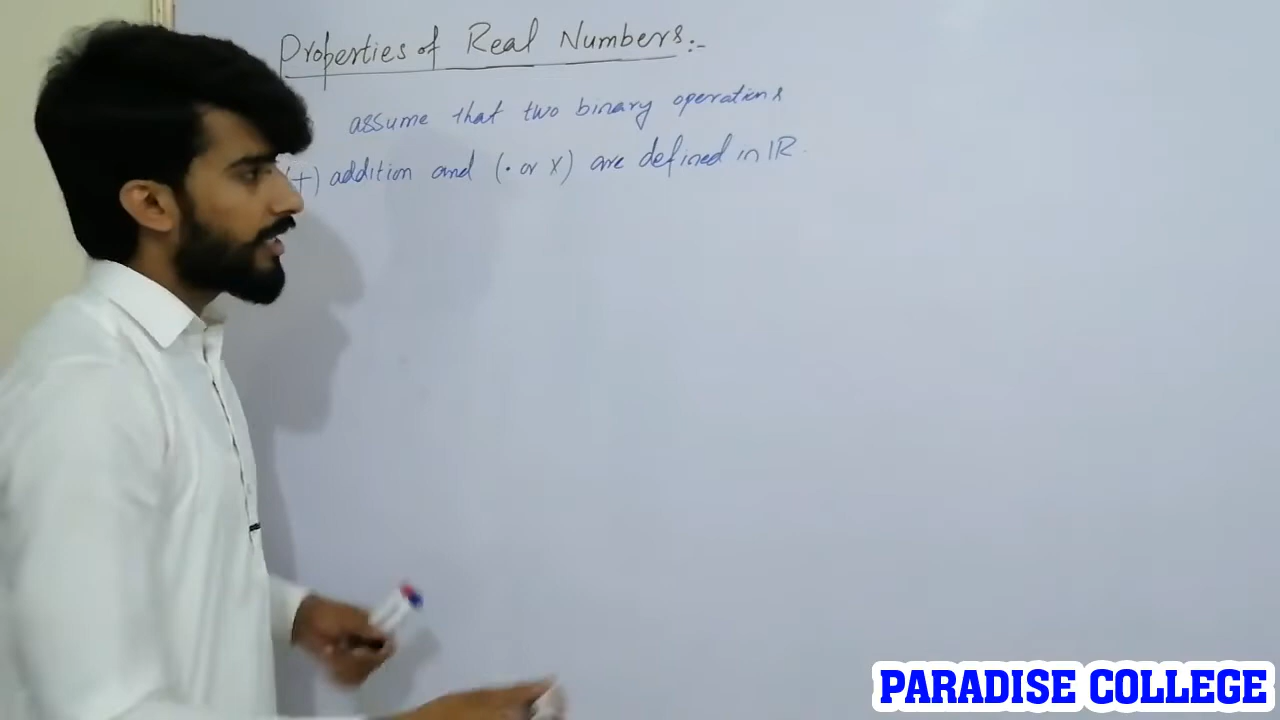 Properties of Real Numbers:-
assume that two binary operations
(+) addition and (. or x) are defined in IR.
PARADISE COLLEGE